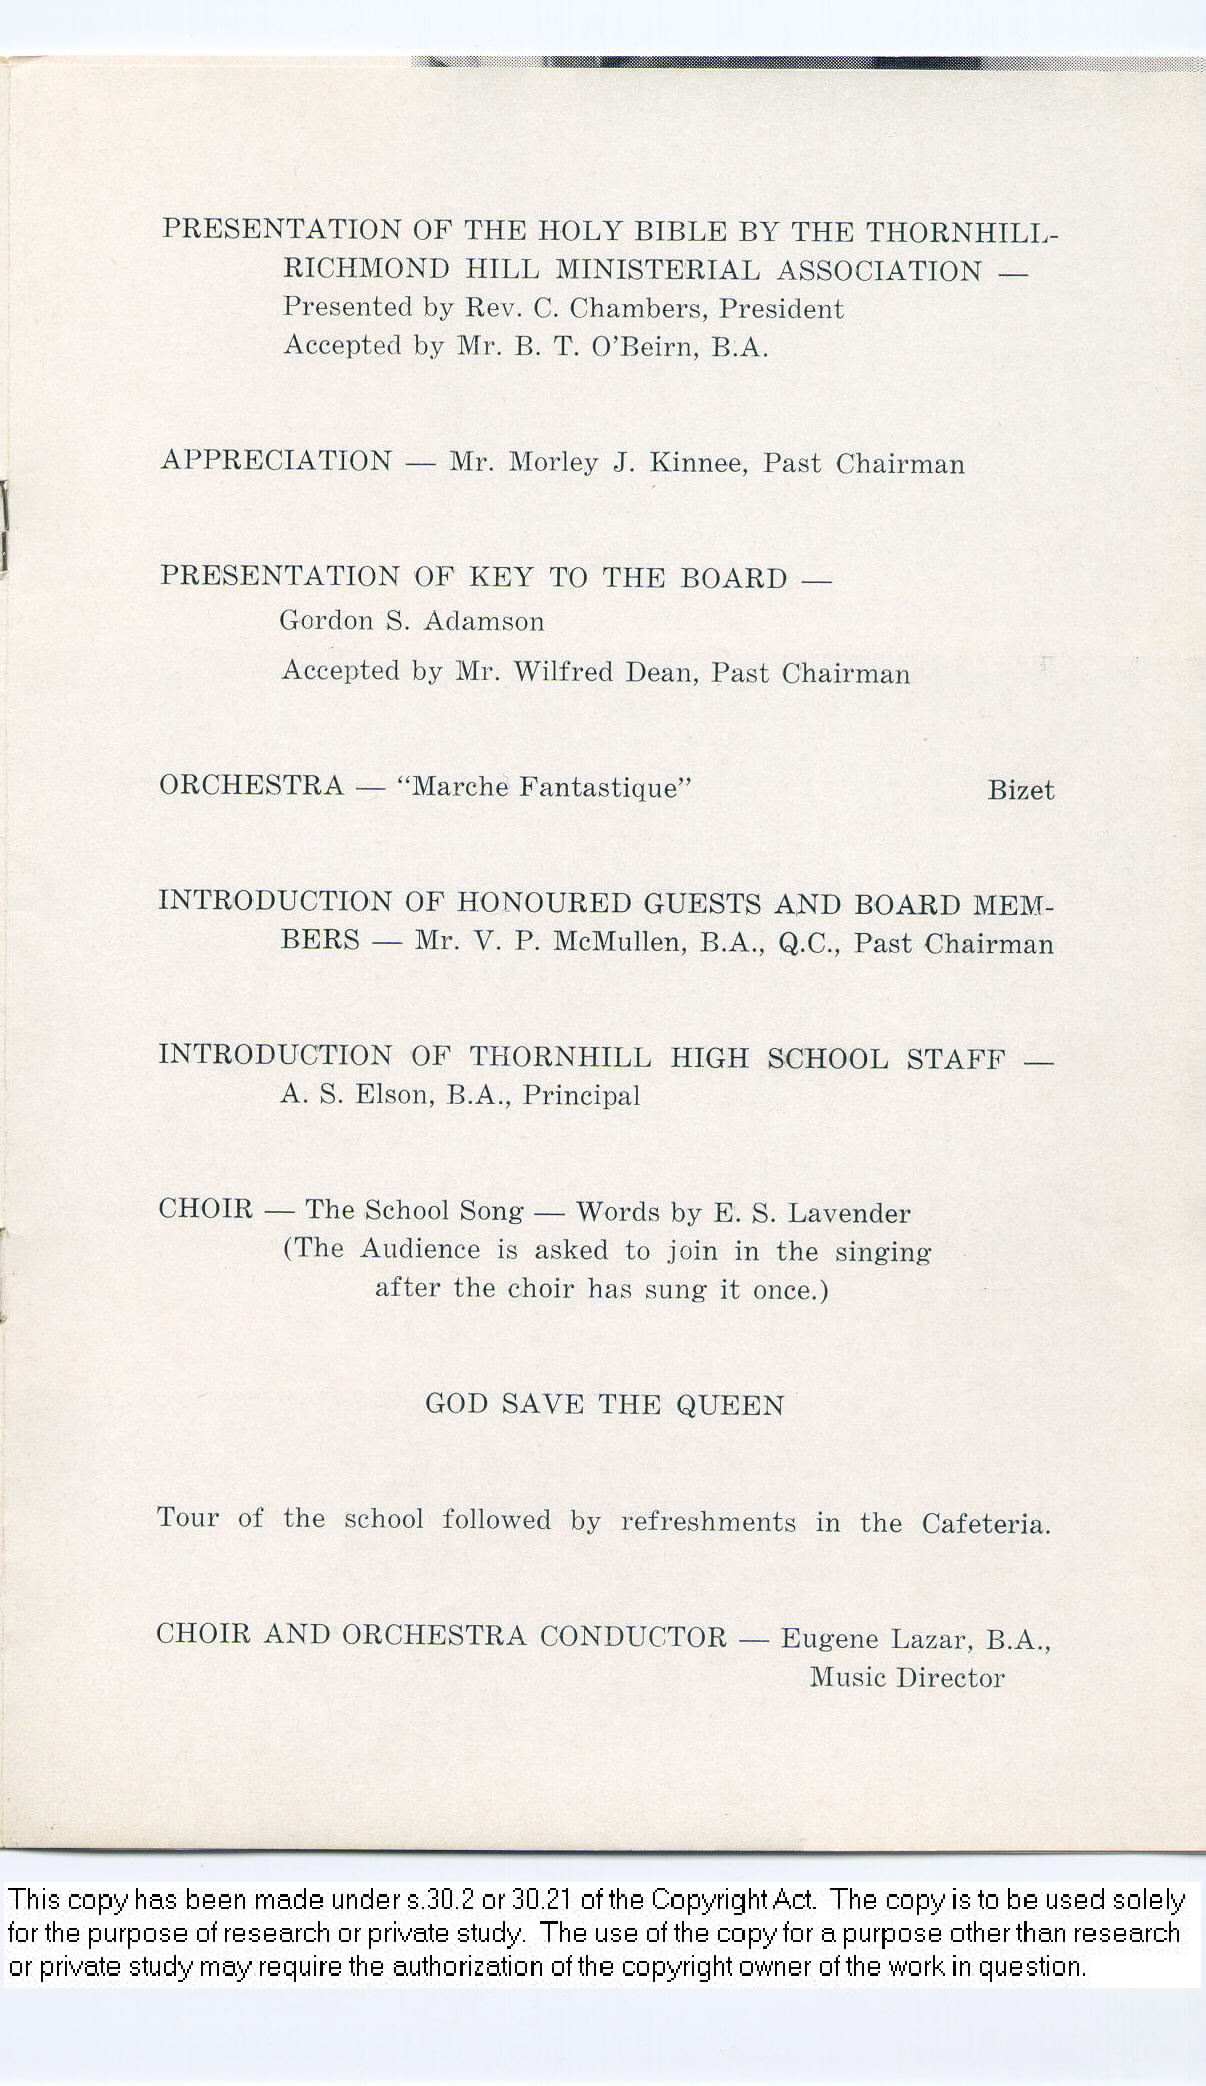 PRESENTATION OF THE HOLY BIBLE BY THE THORNHILL-
RICHMOND HILL MINISTERIAL ASSOCIATION —
Presented by Rev. C. Chambers, President
Accepted by Mr. B. T. O’Beirn, B.A.
APPRECIATION — Mr. Morley J. Kinnee, Past Chairman
PRESENTATION OF KEY TO THE BOARD —
Gordon S. Adamson
Accepted by Mr. Wilfred Dean, Past Chairman
ORCHESTRA — “Marche Fantastique” Bizet
INTRODUCTION OF HONOURED GUESTS AND BOARD MEM-
BERS — Mr. V. P. McMullen, B.A., Q.C., Past Chairman
INTRODUCTION OF THORNHILL HIGH SCHOOL STAFF —
A. S. Elson, B.A., Principal
CHOIR — The School Song — Words by E. S. Lavender
(The Audience is asked to join in the singing
after the choir has sung it once.)
GOD SAVE THE QUEEN
Tour of the school followed by refreshments in the Cafeteria.
CHOIR AND ORCHESTRA CONDUCTOR — Eugene Lazar, B.A.,
Music Director
This copy has been made under s.30.2 or 30.21 of the Copyright Act. The copy is to be used solely
for the purpose of research or private study. The use of the copy for a purpose other than research
or private study may require the authorization of the copyright owner of the work in question.